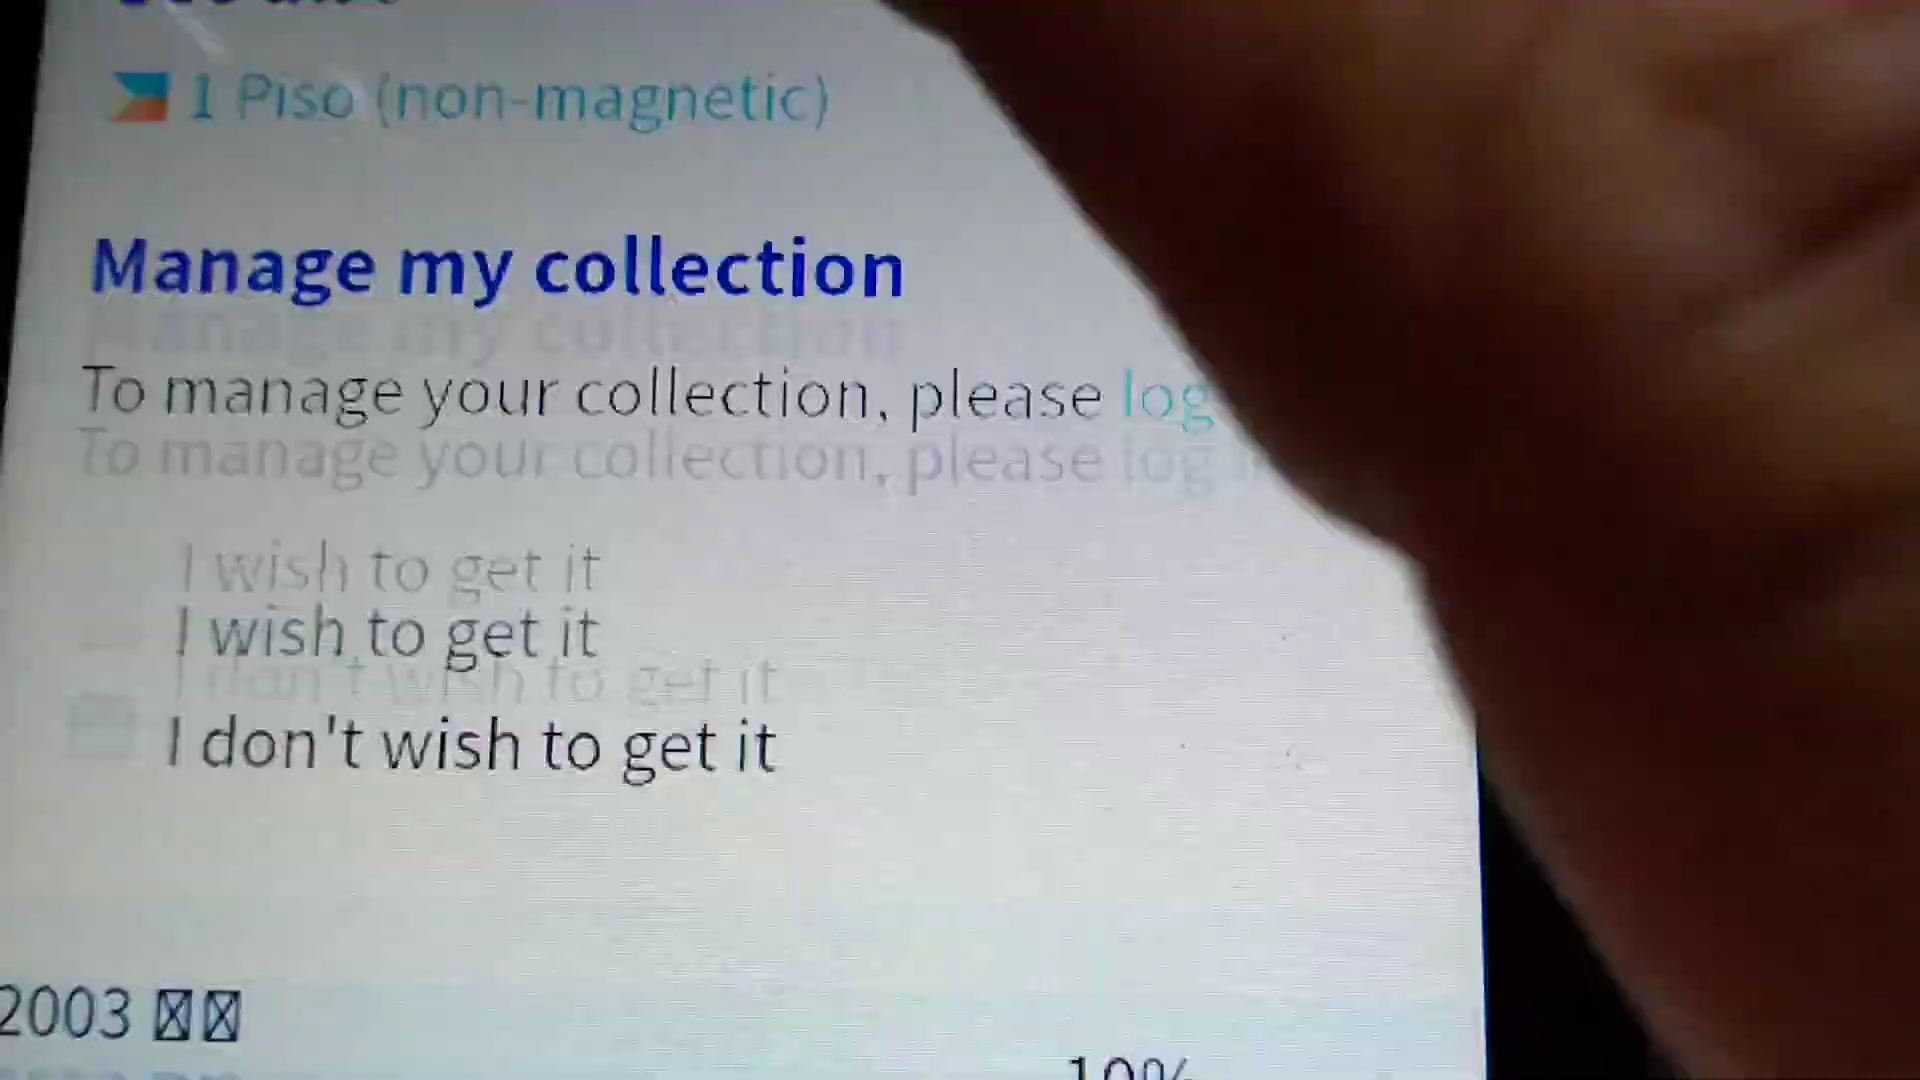 1 Piso (non-magnetic)
Manage my collection
To manage your collection, please log
I wish to get it
I don't wish to get it
2003
10%